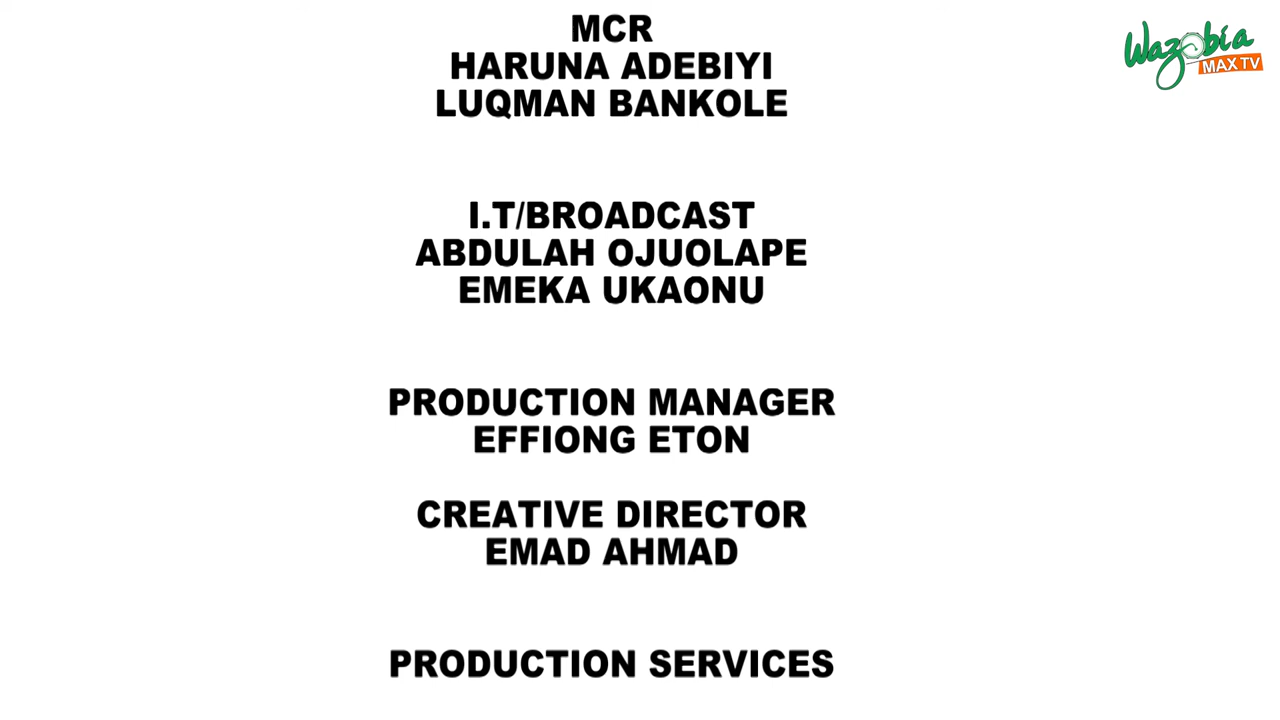 MCR
HARUNA ADEBIYI
LUQMAN BANKOLE
I.T/BROADCAST
ABDULAH OJUOLAPE
EMEKA UKAONU
PRODUCTION MANAGER
EFFIONG ETON
CREATIVE DIRECTOR
EMAD AHMAD
PRODUCTION SERVICES
Wazobia
MAX TV